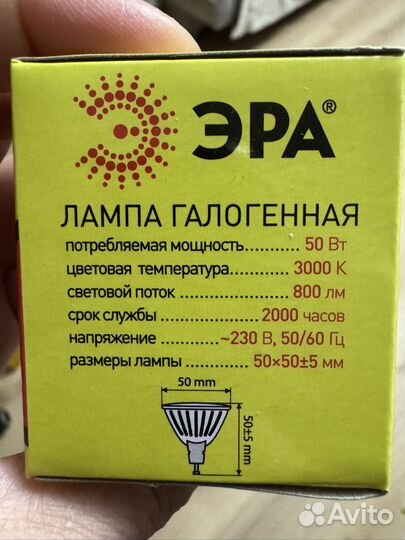 ЭРА®
ЛАМПА ГАЛОГЕННАЯ
потребляемая мощность........... 50 Вт
цветовая температура............. 3000 К
световой поток ........................ 800 лм
срок службы ..................... 2000 часов
напряжение ............ ~230 В, 50/60 Гц
размеры лампы ............ 50×50±5 мм
50 mm
50±5 mm
Avito